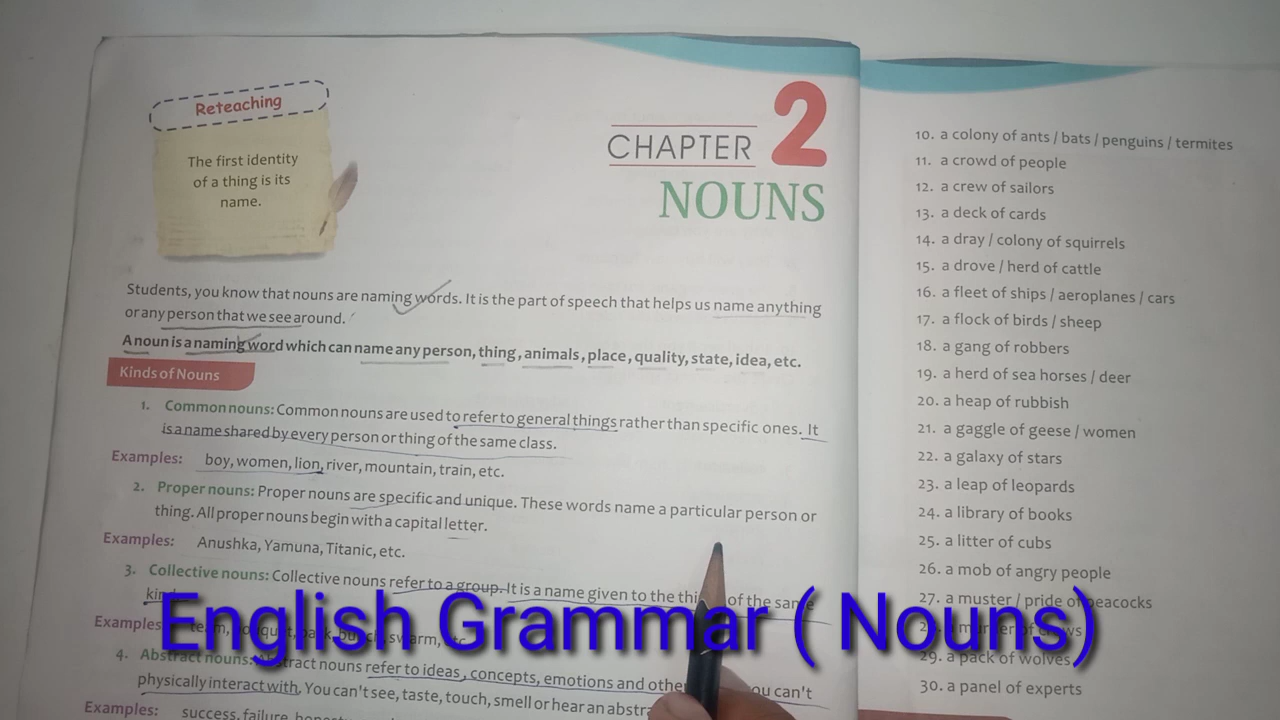 Reteaching
The first identity
of a thing is its
name.
CHAPTER 2
NOUNS
Students, you know that nouns are naming words. It is the part of speech that helps us name anything
or any person that we see around.
A noun is a naming word which can name any person, thing, animals, place, quality, state, idea, etc.
Kinds of Nouns
1. Common nouns: Common nouns are used to refer to general things rather than specific ones. It
is a name shared by every person or thing of the same class.
Examples: boy, women, lion, river, mountain, train, etc.
2. Proper nouns: Proper nouns are specific and unique. These words name a particular person or
thing. All proper nouns begin with a capital letter.
Examples: Anushka, Yamuna, Titanic, etc.
3. Collective nouns: Collective nouns refer to a group. It is a name given to the of the same
Examples: swarm,
4. Abstract nouns: Abstract nouns refer to ideas, concepts, emotions and other you can't
physically interact with. You can't see, taste, touch, smell or hear an
Examples: success, failure,
10. a colony of ants / bats / penguins / termites
11. a crowd of people
12. a crew of sailors
13. a deck of cards
14. a dray / colony of squirrels
15. a drove / herd of cattle
16. a fleet of ships / aeroplanes / cars
17. a flock of birds / sheep
18. a gang of robbers
19. a herd of sea horses / deer
20. a heap of rubbish
21. a gaggle of geese / women
22. a galaxy of stars
23. a leap of leopards
24. a library of books
25. a litter of cubs
26. a mob of angry people
27. a muster / pride of peacocks
a murder of crows
29. a pack of wolves
30. a panel of experts
English Grammar ( Nouns)